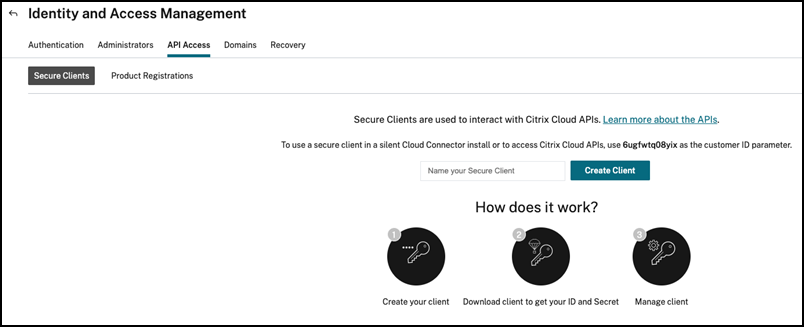 Identity and Access Management
Authentication Administrators API Access Domains Recovery
Secure Clients Product Registrations
Secure Clients are used to interact with Citrix Cloud APIs. Learn more about the APIs.
To use a secure client in a silent Cloud Connector install or to access Citrix Cloud APIs, use 6ugfwtq08yix as the customer ID parameter.
Name your Secure Client Create Client
How does it work?
1 2 3
Create your client Download client to get your ID and Secret Manage client